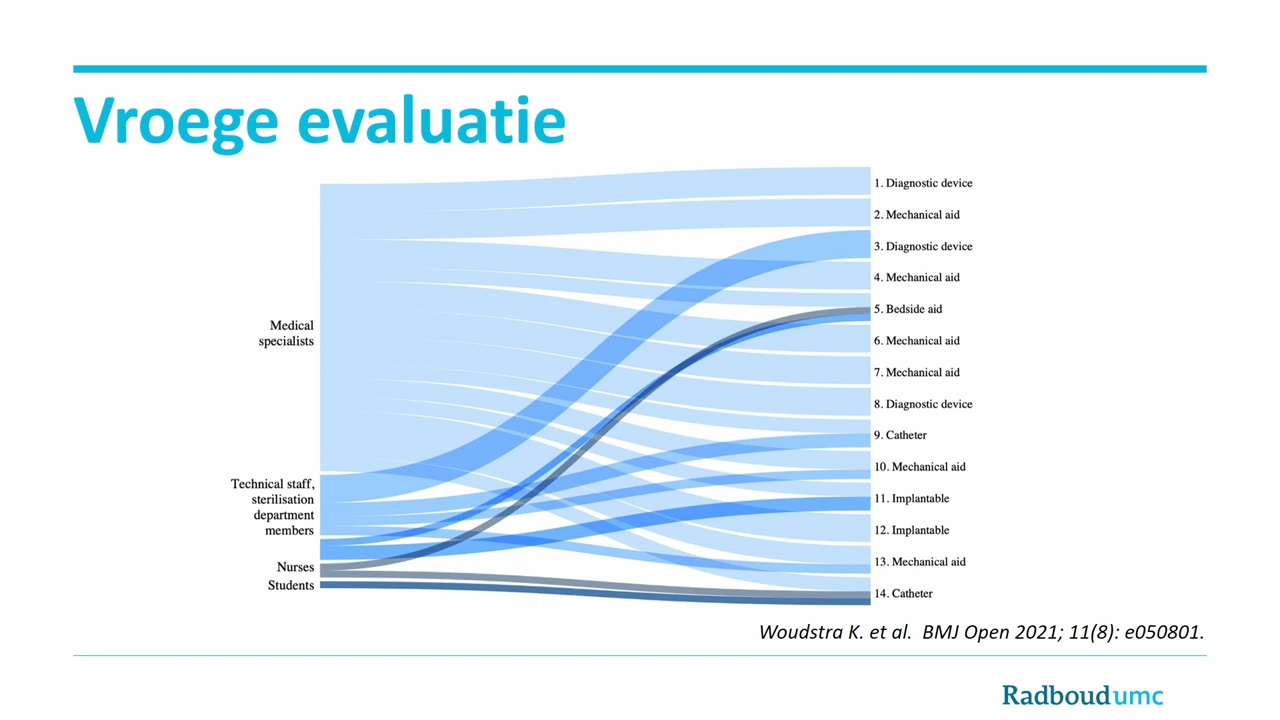 Vroege evaluatie
Medical
specialists
Technical staff,
sterilisation
department
members
Nurses
Students
1. Diagnostic device
2. Mechanical aid
3. Diagnostic device
4. Mechanical aid
5. Bedside aid
6. Mechanical aid
7. Mechanical aid
8. Diagnostic device
9. Catheter
10. Mechanical aid
11. Implantable
12. Implantable
13. Mechanical aid
14. Catheter
Woudstra K. et al. BMJ Open 2021; 11(8): e050801.
Radboudumc